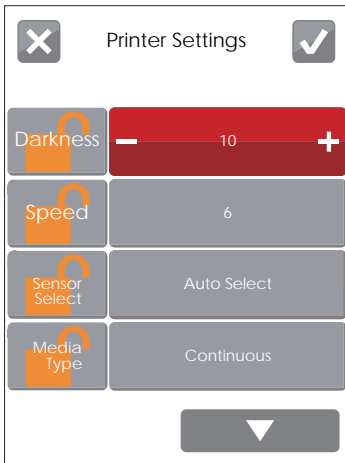 Printer Settings
Darkness
10
Speed
6
Sensor
Select
Auto Select
Media
Type
Continuous